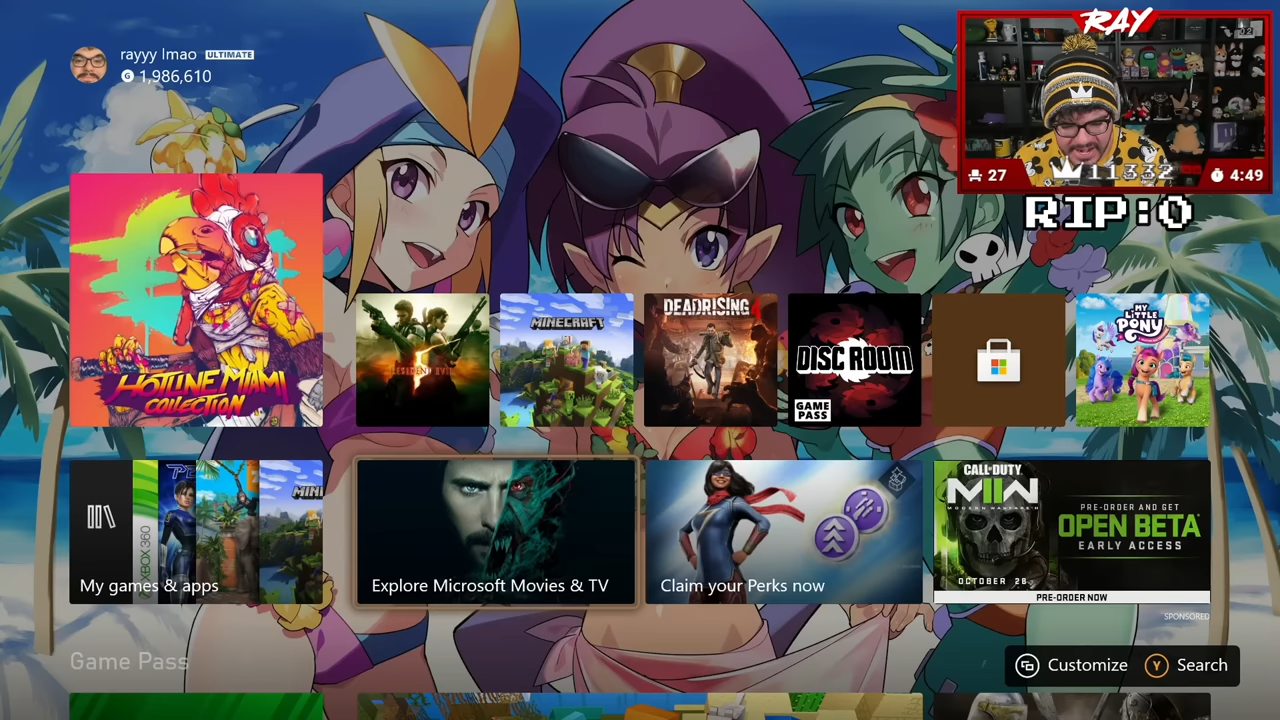 rayyy lmao ULTIMATE
G 1,986,610
RAY
27
11332
4:49
RIP:0
HOTLINE MIAMI
COLLECTION
RESIDENT EVIL
5
MINECRAFT
DEADRISING 4
DISC ROOM
GAME
PASS
MY
LITTLE
PONY
XBOX 360
MINE
My games & apps
Explore Microsoft Movies & TV
Claim your Perks now
CALL OF DUTY
MWII
MODERN WARFARE II
OCTOBER 28
PRE-ORDER AND GET
OPEN BETA
EARLY ACCESS
PRE-ORDER NOW
SPONSORED
Game Pass
Customize
Y Search